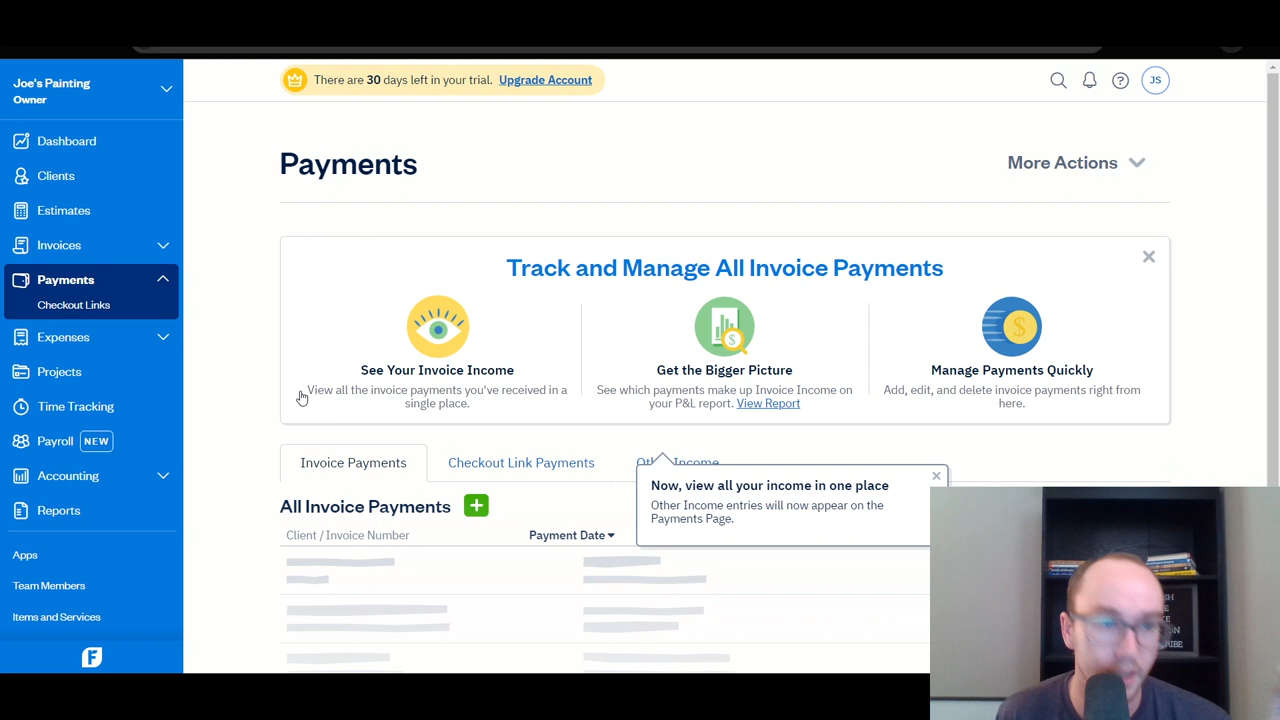 Joe's Painting
Owner
Dashboard
Clients
Estimates
Invoices
Payments
Checkout Links
Expenses
Projects
Time Tracking
Payroll NEW
Accounting
Reports
Apps
Team Members
Items and Services
F
There are 30 days left in your trial. Upgrade Account
JS
Payments
More Actions
Track and Manage All Invoice Payments
See Your Invoice Income
View all the invoice payments you've received in a
single place.
Get the Bigger Picture
See which payments make up Invoice Income on
your P&L report. View Report
Manage Payments Quickly
Add, edit, and delete invoice payments right from
here.
Invoice Payments
Checkout Link Payments
Other Income
Now, view all your income in one place
Other Income entries will now appear on the
Payments Page.
All Invoice Payments
Client / Invoice Number
Payment Date